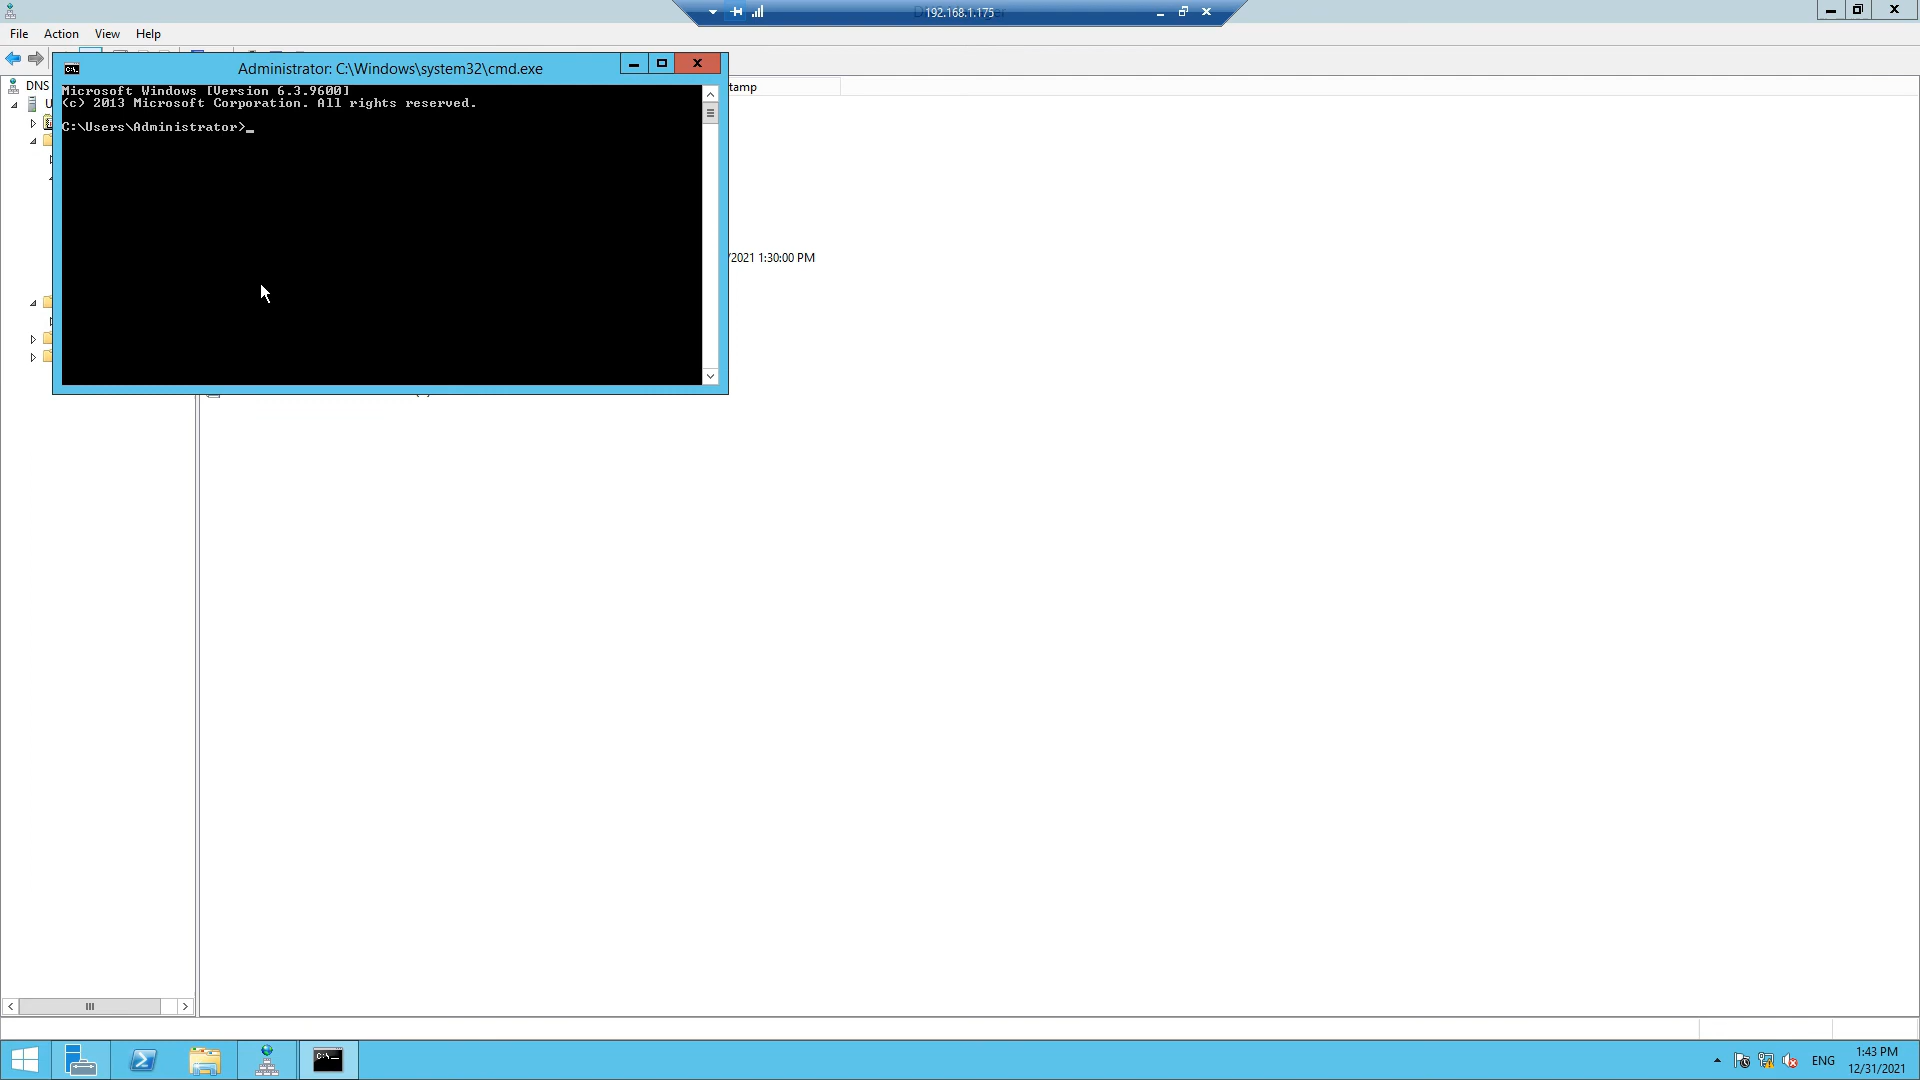 192.168.1.175
File Action View Help
Administrator: C:\Windows\system32\cmd.exe
DNS
tamp
Microsoft Windows [Version 6.3.9600]
(c) 2013 Microsoft Corporation. All rights reserved.
C:\Users\Administrator>_
/2021 1:30:00 PM
ENG
1:43 PM
12/31/2021